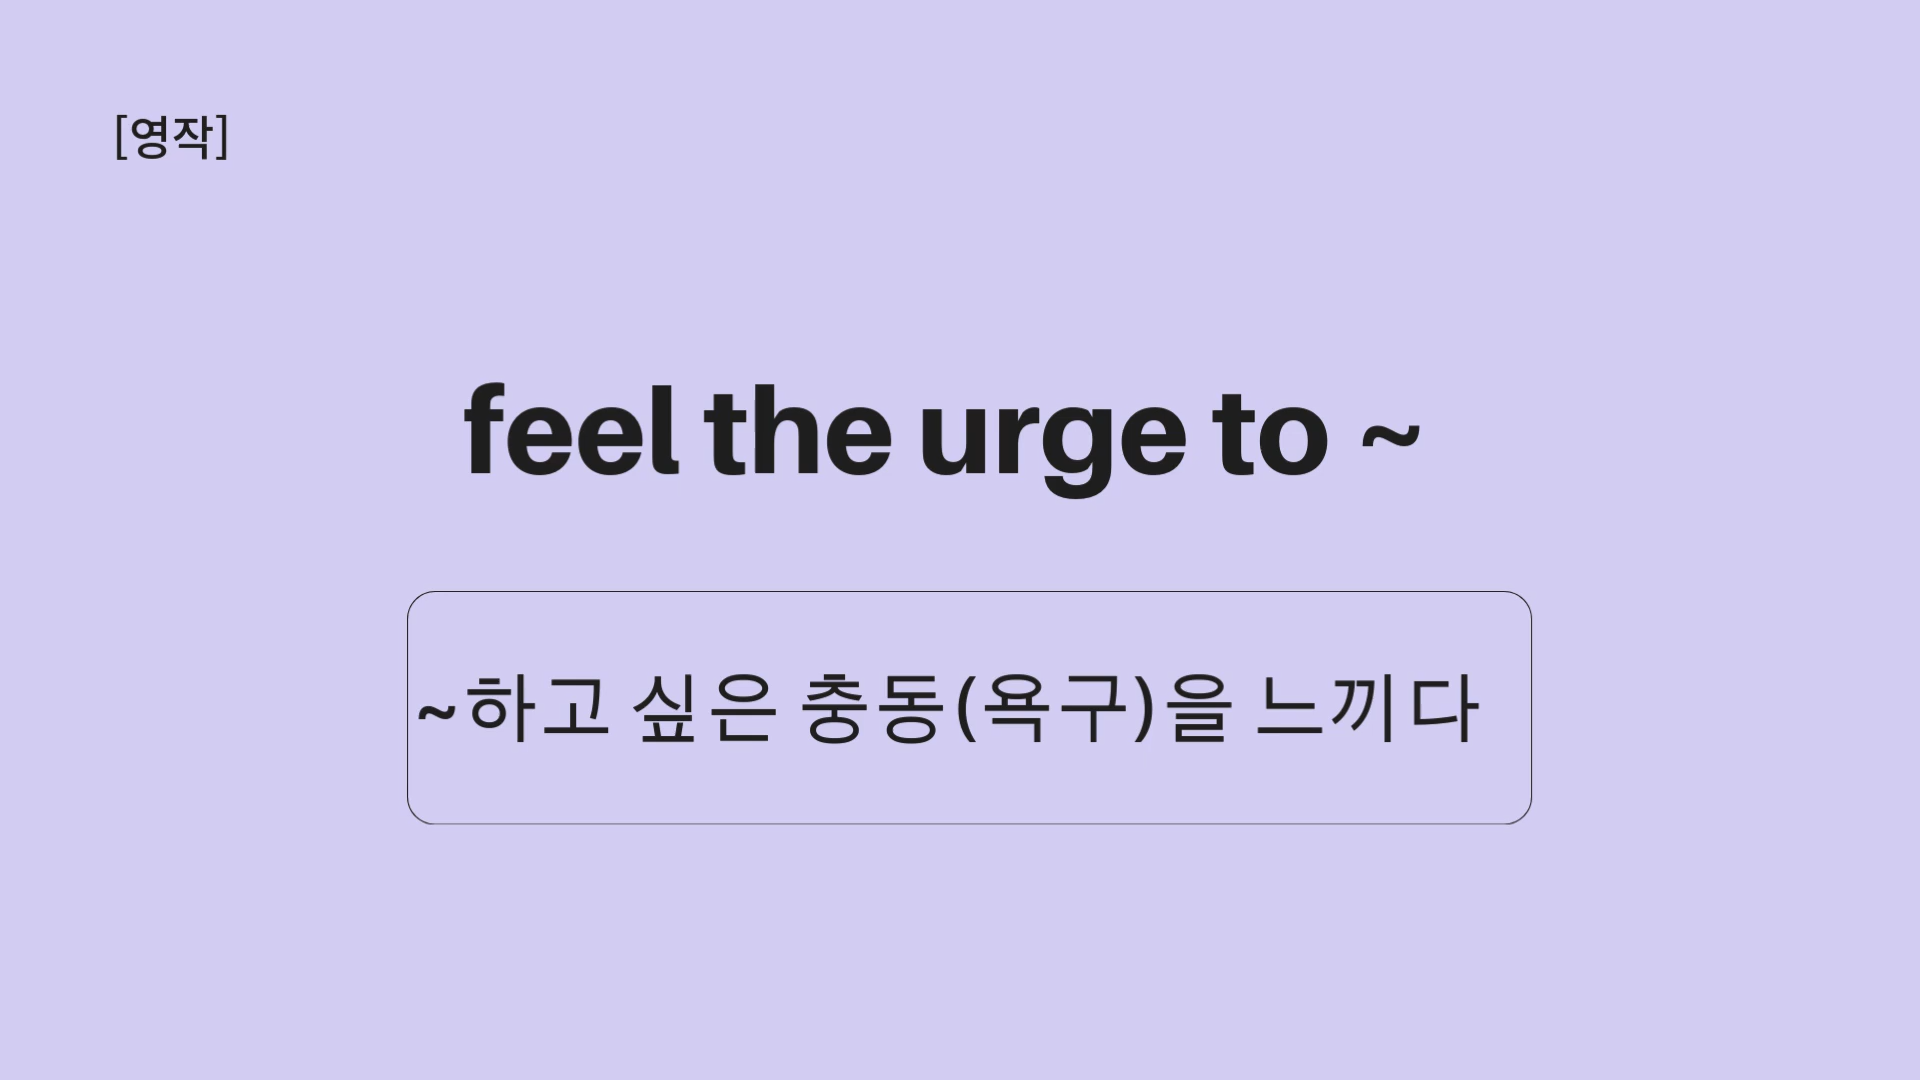 [영작]
feel the urge to ~
~하고 싶은 충동(욕구)을 느끼다